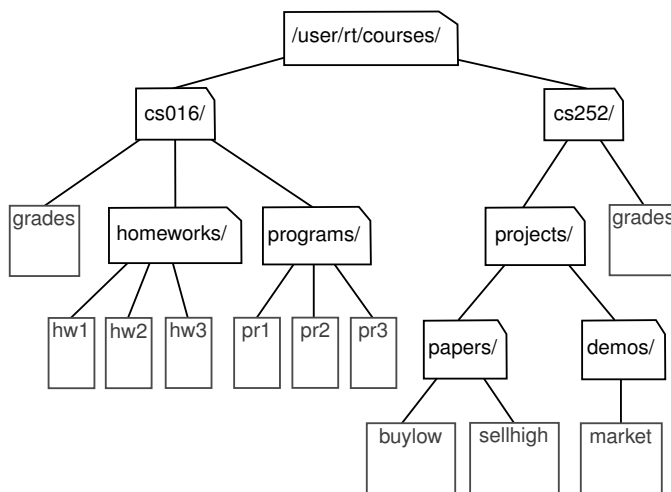 /user/rt/courses/
cs016/
cs252/
grades
homeworks/
programs/
projects/
grades
hw1
hw2
hw3
pr1
pr2
pr3
papers/
demos/
buylow
sellhigh
market